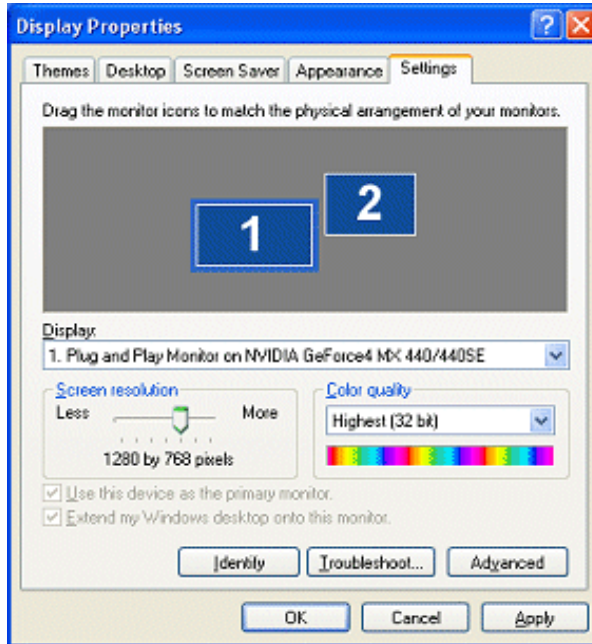 Display Properties
Themes Desktop Screen Saver Appearance Settings
Drag the monitor icons to match the physical arrangement of your monitors.
1 2
Display:
1. Plug and Play Monitor on NVIDIA GeForce4 MX 440/440SE
Screen resolution Color quality
Less More Highest (32 bit)
1280 by 768 pixels
Use this device as the primary monitor.
Extend my Windows desktop onto this monitor.
Identify Troubleshoot... Advanced
OK Cancel Apply